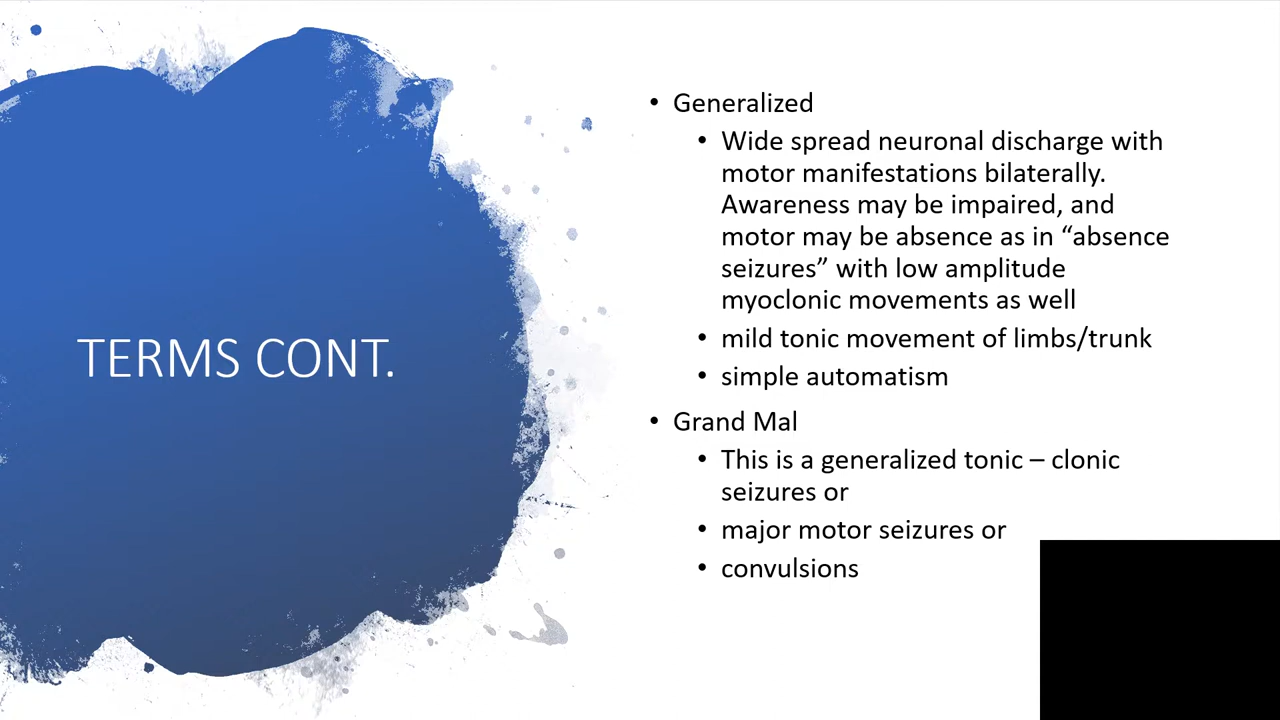 TERMS CONT.
• Generalized
• Wide spread neuronal discharge with
motor manifestations bilaterally.
Awareness may be impaired, and
motor may be absence as in “absence
seizures” with low amplitude
myoclonic movements as well
• mild tonic movement of limbs/trunk
• simple automatism
• Grand Mal
• This is a generalized tonic – clonic
seizures or
• major motor seizures or
• convulsions